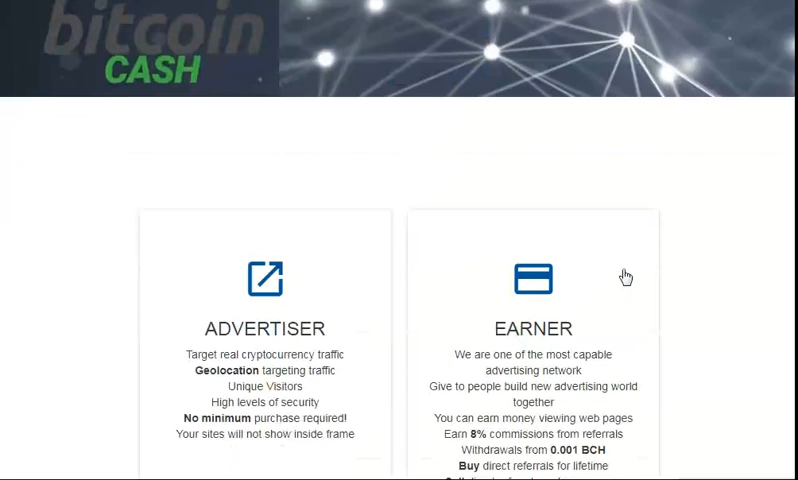 bitcoin
CASH
ADVERTISER
Target real cryptocurrency traffic
Geolocation targeting traffic
Unique Visitors
High levels of security
No minimum purchase required!
Your sites will not show inside frame
EARNER
We are one of the most capable
advertising network
Give to people build new advertising world
together
You can earn money viewing web pages
Earn 8% commissions from referrals
Withdrawals from 0.001 BCH
Buy direct referrals for lifetime